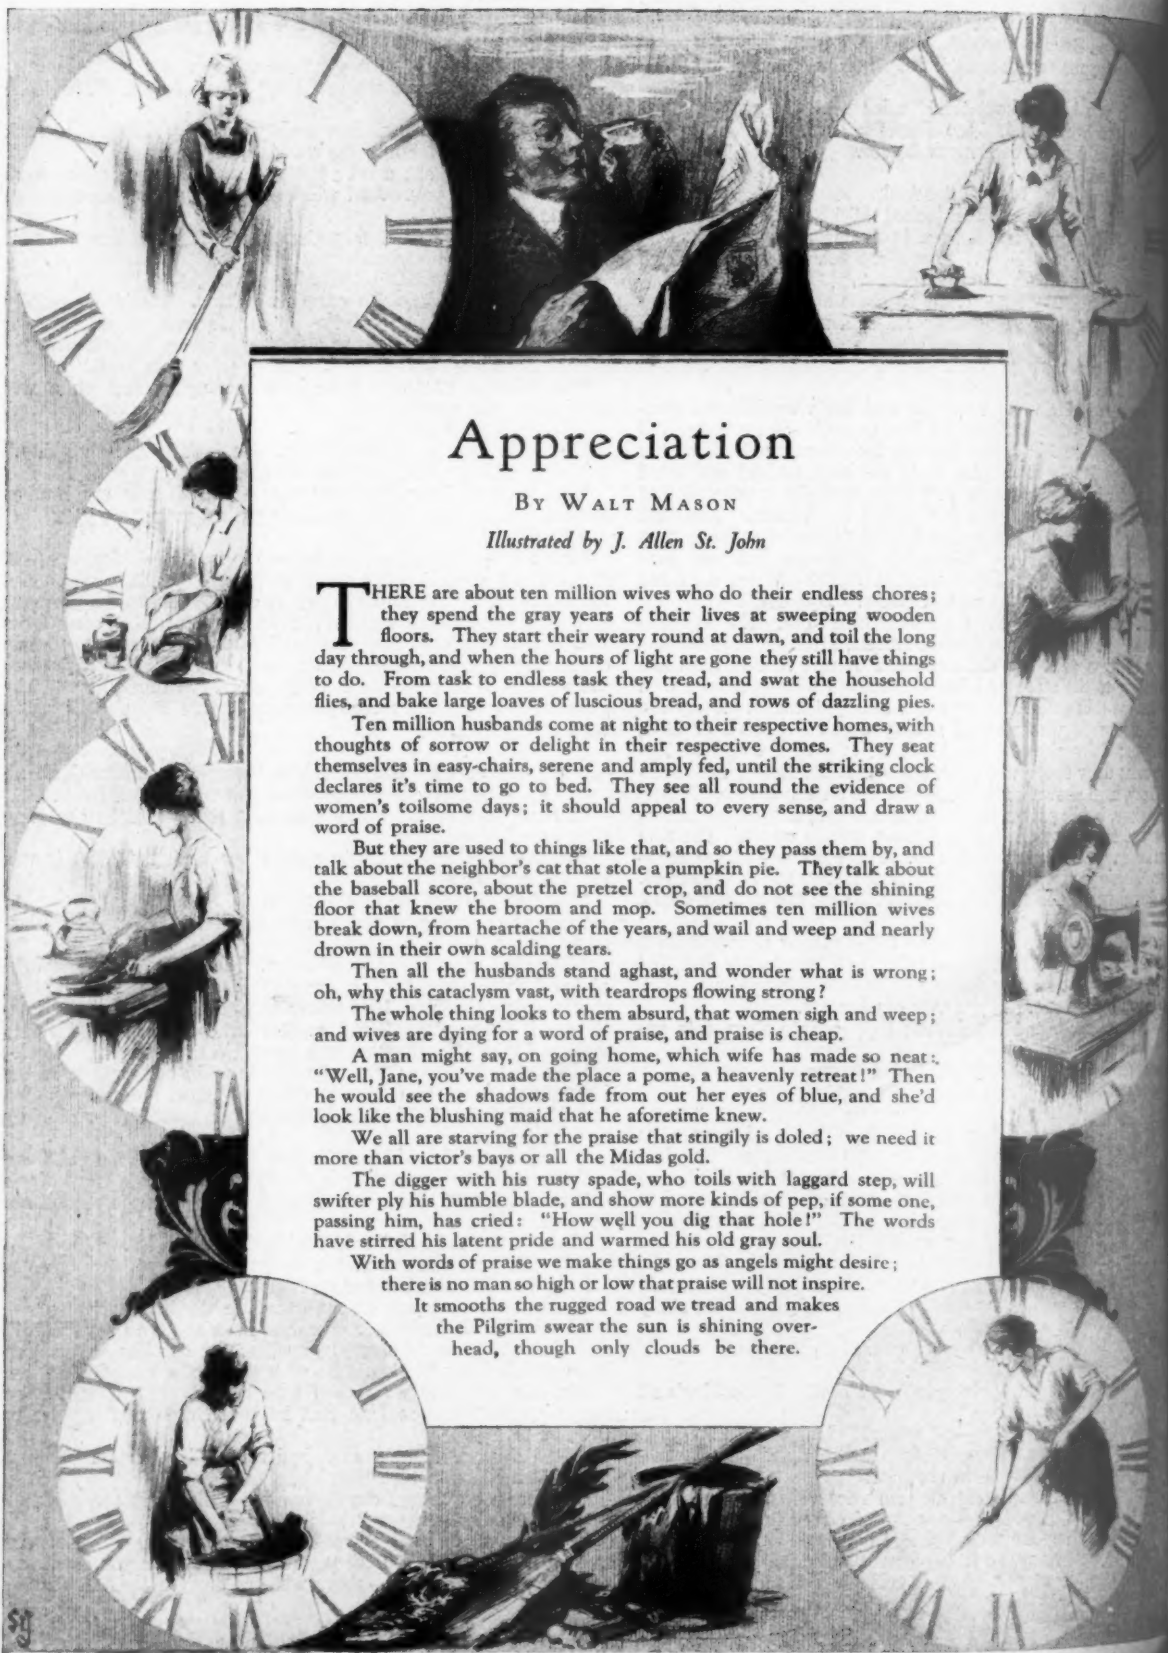 Appreciation
By Walt Mason
Illustrated by J. Allen St. John
THERE are about ten million wives who do their endless chores;
they spend the gray years of their lives at sweeping wooden
floors. They start their weary round at dawn, and toil the long
day through, and when the hours of light are gone they still have things
to do. From task to endless task they tread, and swat the household
flies, and bake large loaves of luscious bread, and rows of dazzling pies.
Ten million husbands come at night to their respective homes, with
thoughts of sorrow or delight in their respective domes. They seat
themselves in easy-chairs, serene and amply fed, until the striking clock
declares it's time to go to bed. They see all round the evidence of
women's toilsome days; it should appeal to every sense, and draw a
word of praise.
But they are used to things like that, and so they pass them by, and
talk about the neighbor's cat that stole a pumpkin pie. They talk about
the baseball score, about the pretzel crop, and do not see the shining
floor that knew the broom and mop. Sometimes ten million wives
break down, from heartache of the years, and wail and weep and nearly
drown in their own scalding tears.
Then all the husbands stand aghast, and wonder what is wrong;
oh, why this cataclysm vast, with teardrops flowing strong?
The whole thing looks to them absurd, that women sigh and weep;
and wives are dying for a word of praise, and praise is cheap.
A man might say, on going home, which wife has made so neat:
"Well, Jane, you've made the place a pome, a heavenly retreat!" Then
he would see the shadows fade from out her eyes of blue, and she'd
look like the blushing maid that he aforetime knew.
We all are starving for the praise that stingily is doled; we need it
more than victor's bays or all the Midas gold.
The digger with his rusty spade, who toils with laggard step, will
swifter ply his humble blade, and show more kinds of pep, if some one,
passing him, has cried: "How well you dig that hole!" The words
have stirred his latent pride and warmed his old gray soul.
With words of praise we make things go as angels might desire;
there is no man so high or low that praise will not inspire.
It smooths the rugged road we tread and makes
the Pilgrim swear the sun is shining over-
head, though only clouds be there.